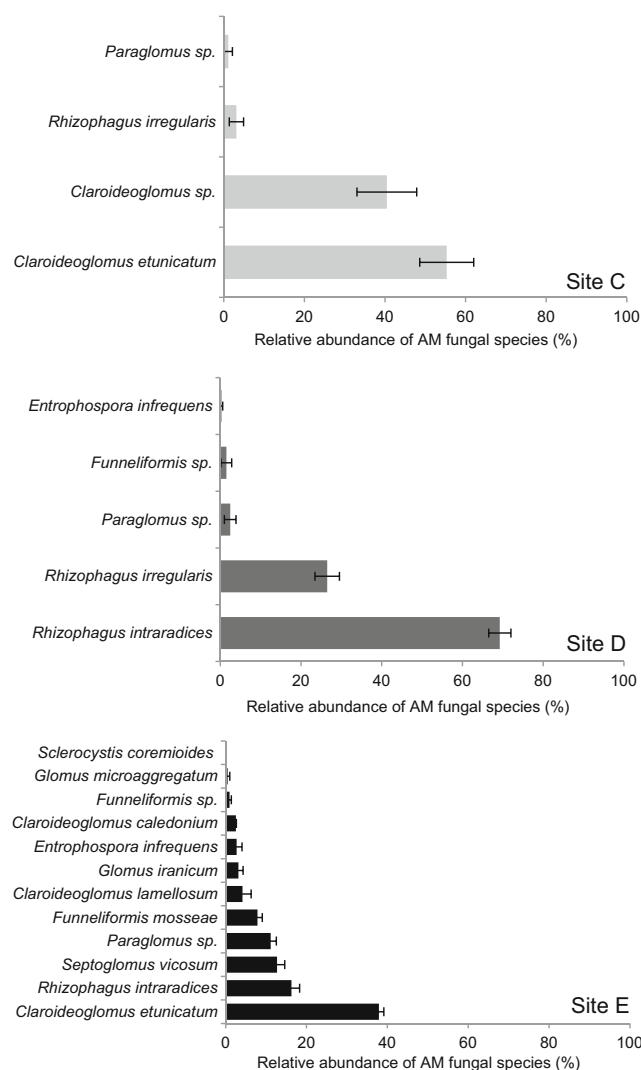 Paraglomus sp.
Rhizophagus irregularis
Claroideoglomus sp.
Claroideoglomus etunicatum
Site C
0 20 40 60 80 100
Relative abundance of AM fungal species (%)
Entrophospora infrequens
Funneliformis sp.
Paraglomus sp.
Rhizophagus irregularis
Rhizophagus intraradices
Site D
0 20 40 60 80 100
Relative abundance of AM fungal species (%)
Sclerocystis coremioides
Glomus microaggregatum
Funneliformis sp.
Claroideoglomus caledonium
Entrophospora infrequens
Glomus iranicum
Claroideoglomus lamellosum
Funneliformis mosseae
Paraglomus sp.
Septoglomus vicosum
Rhizophagus intraradices
Claroideoglomus etunicatum
Site E
0 20 40 60 80 100
Relative abundance of AM fungal species (%)